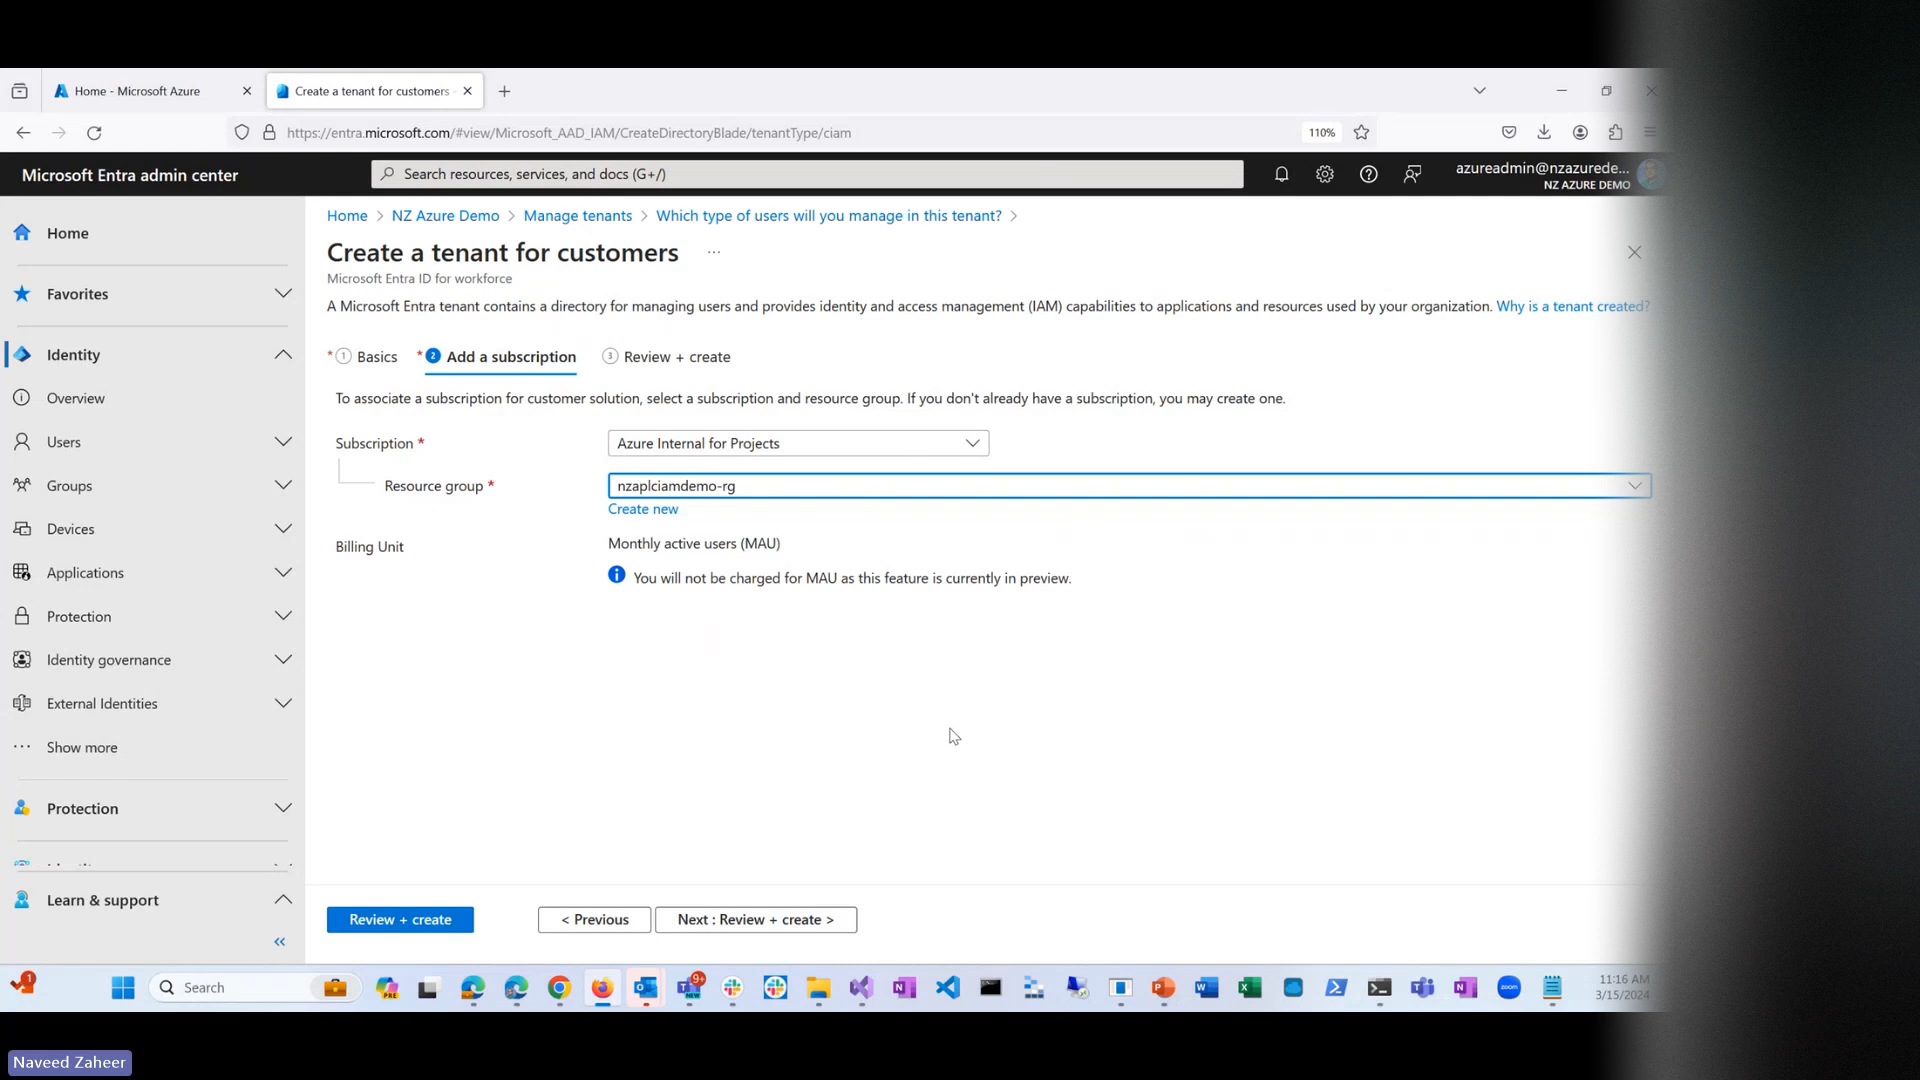 Home - Microsoft Azure
Create a tenant for customers -
https://entra.microsoft.com/#view/Microsoft_AAD_IAM/CreateDirectoryBlade/tenantType/ciam
110%
Microsoft Entra admin center
Search resources, services, and docs (G+/)
azureadmin@nzazurede...
NZ AZURE DEMO
Home > NZ Azure Demo > Manage tenants > Which type of users will you manage in this tenant? >
Create a tenant for customers ...
Microsoft Entra ID for workforce
A Microsoft Entra tenant contains a directory for managing users and provides identity and access management (IAM) capabilities to applications and resources used by your organization. Why is a tenant created?
* 1 Basics * 2 Add a subscription 3 Review + create
To associate a subscription for customer solution, select a subscription and resource group. If you don't already have a subscription, you may create one.
Subscription *
Azure Internal for Projects
Resource group *
nzaplciamdemo-rg
Create new
Billing Unit
Monthly active users (MAU)
You will not be charged for MAU as this feature is currently in preview.
Home
Favorites
Identity
Overview
Users
Groups
Devices
Applications
Protection
Identity governance
External Identities
Show more
Protection
Learn & support
Review + create
< Previous
Next : Review + create >
1
Search
PRE
9+
NEW
zoom
11:16 AM
3/15/2024
Naveed Zaheer